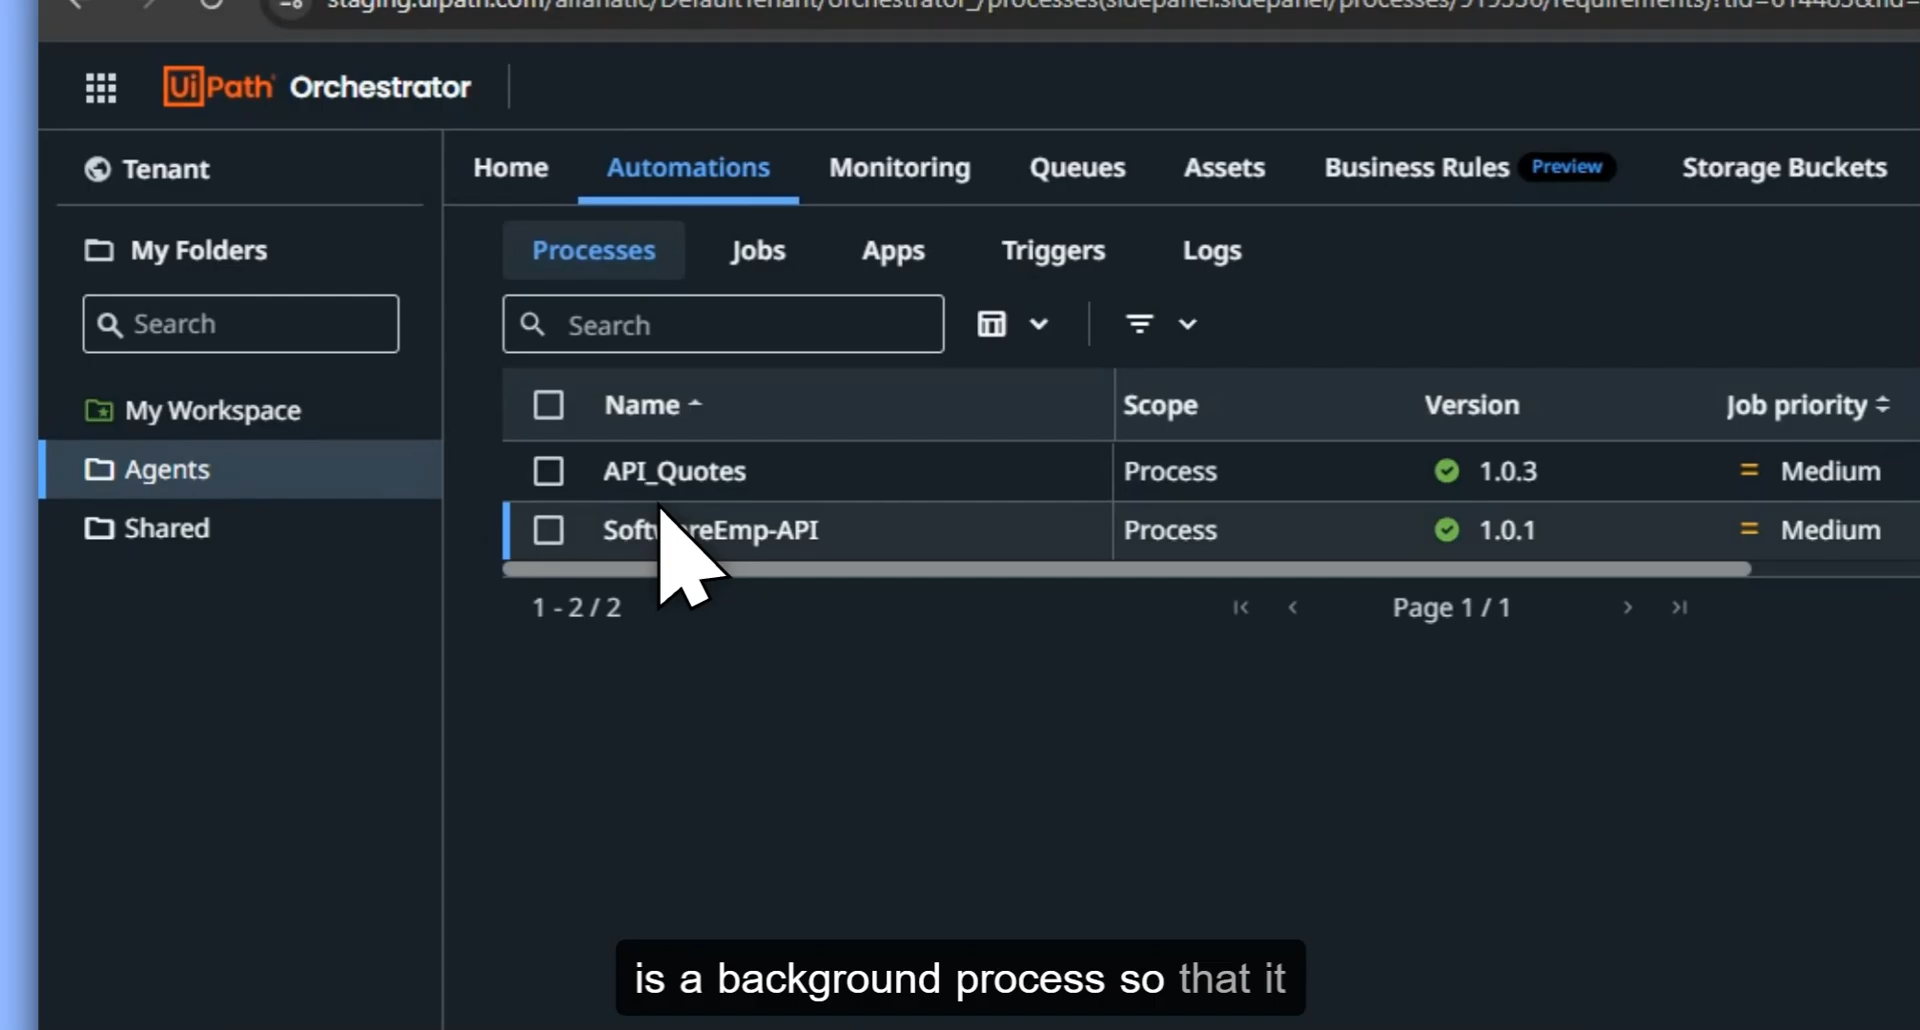 UiPath Orchestrator
Tenant
Home Automations Monitoring Queues Assets Business Rules Preview Storage Buckets
My Folders
Processes Jobs Apps Triggers Logs
Search
Search
Name Scope Version Job priority
My Workspace
API_Quotes Process 1.0.3 Medium
Agents
SoftwareEmp-API Process 1.0.1 Medium
Shared
1 - 2 / 2 Page 1 / 1
is a background process so that it